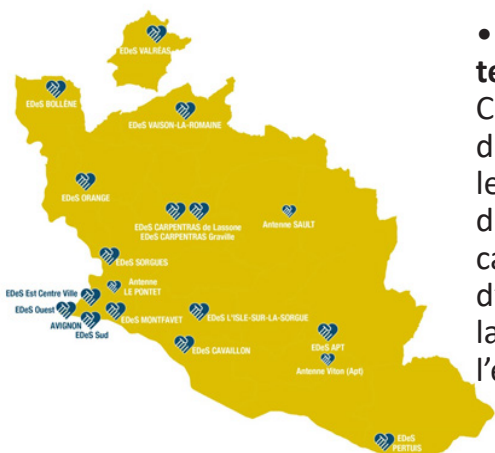 EDeS VALRÉAS
EDeS BOLLÈNE
EDeS VAISON-LA-ROMAINE
EDeS ORANGE
EDeS CARPENTRAS de Lassone
EDeS CARPENTRAS Graville
Antenne SAULT
EDeS SORGUES
Antenne
LE PONTET
EDeS Est Centre Ville
EDeS Ouest
AVIGNON
EDeS Sud
EDeS MONTFAVET
EDeS L'ISLE-SUR-LA-SORGUE
EDeS CAVAILLON
EDeS APT
Antenne Viton (Apt)
EDeS
PERTUIS
•
te
C
d
le
d
ca
d
la
l'é